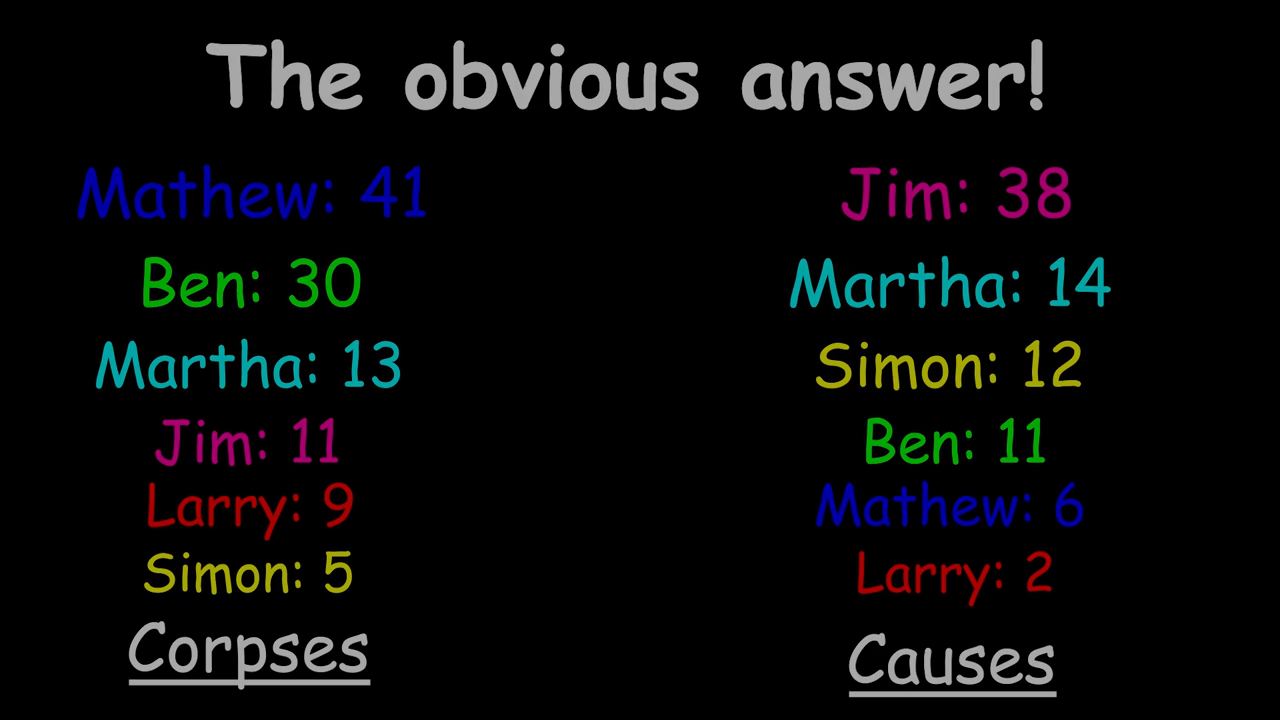 The obvious answer!
Mathew: 41
Ben: 30
Martha: 13
Jim: 11
Larry: 9
Simon: 5
Corpses
Jim: 38
Martha: 14
Simon: 12
Ben: 11
Mathew: 6
Larry: 2
Causes